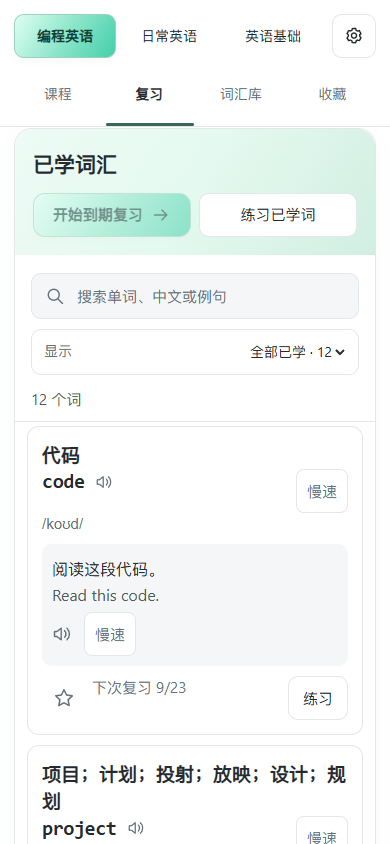 编程英语 日常英语 英语基础
课程 复习 词汇库 收藏
已学词汇
开始到期复习 → 练习已学词
搜索单词、中文或例句
显示 全部已学 · 12
12 个词
代码
code
慢速
/koʊd/
阅读这段代码。
Read this code.
慢速
下次复习 9/23 练习
项目；计划；投射；放映；设计；规
划
project
慢速